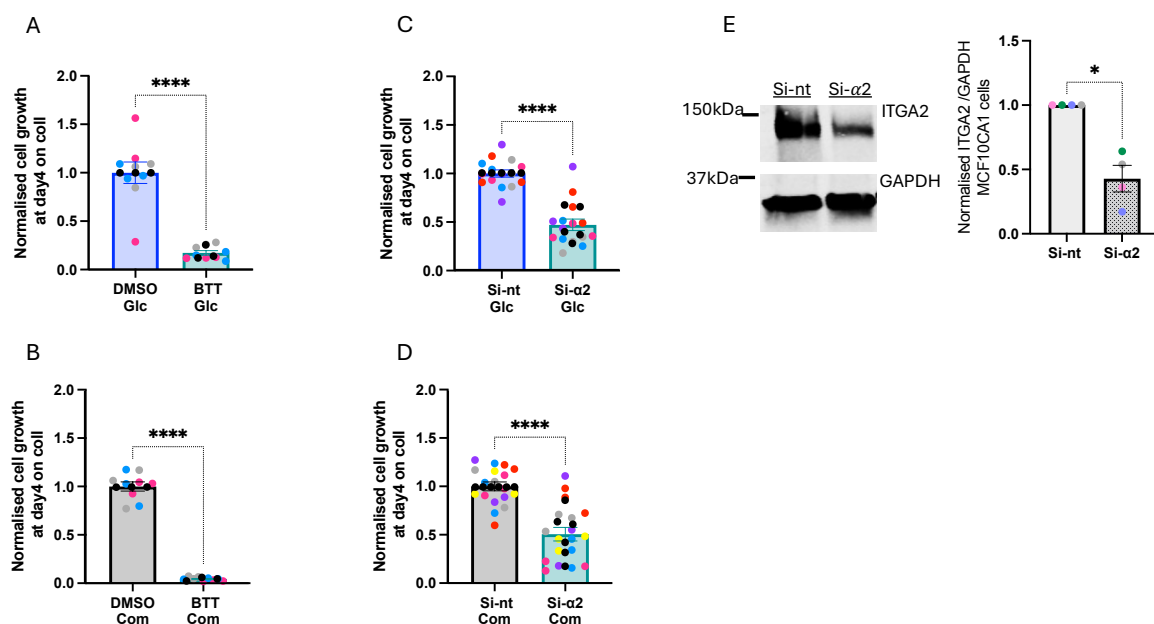 A
Normalised cell growth
at day4 on coll
2.0
1.5
1.0
0.5
0.0
****
DMSO
Glc
BTT
Glc
C
Normalised cell growth
at day4 on coll
2.0
1.5
1.0
0.5
0.0
****
Si-nt
Glc
Si-α2
Glc
E
Si-nt
Si-α2
150kDa
ITGA2
37kDa
GAPDH
Normalised ITGA2 /GAPDH
MCF10CA1 cells
1.5
1.0
0.5
0.0
*
Si-nt
Si-α2
B
Normalised cell growth
at day4 on coll
2.0
1.5
1.0
0.5
0.0
****
DMSO
Com
BTT
Com
D
Normalised cell growth
at day4 on coll
2.0
1.5
1.0
0.5
0.0
****
Si-nt
Com
Si-α2
Com